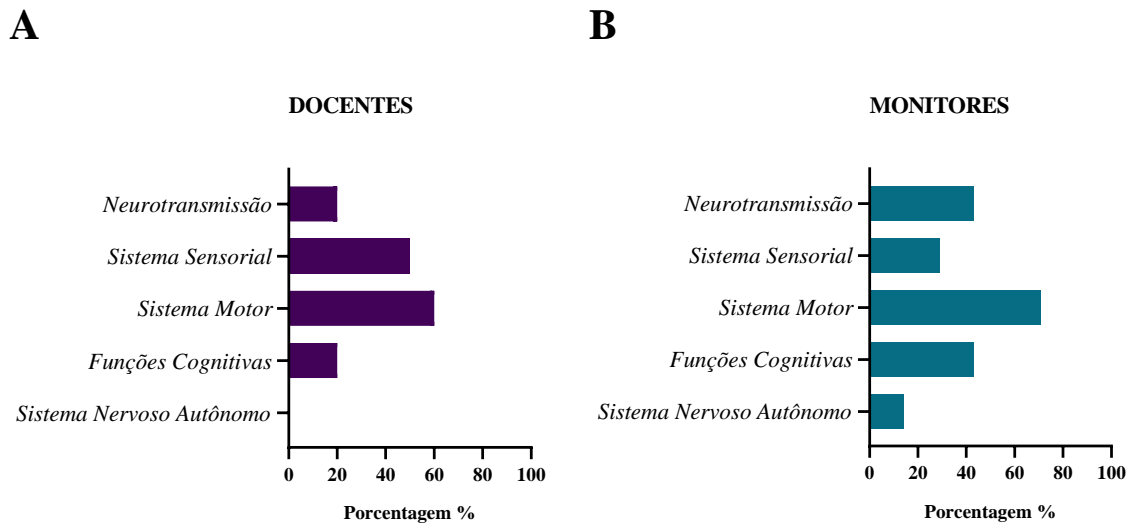 A
DOCENTES
Neurotransmissão
Sistema Sensorial
Sistema Motor
Funções Cognitivas
Sistema Nervoso Autônomo
0 20 40 60 80 100
Porcentagem %
B
MONITORES
Neurotransmissão
Sistema Sensorial
Sistema Motor
Funções Cognitivas
Sistema Nervoso Autônomo
0 20 40 60 80 100
Porcentagem %